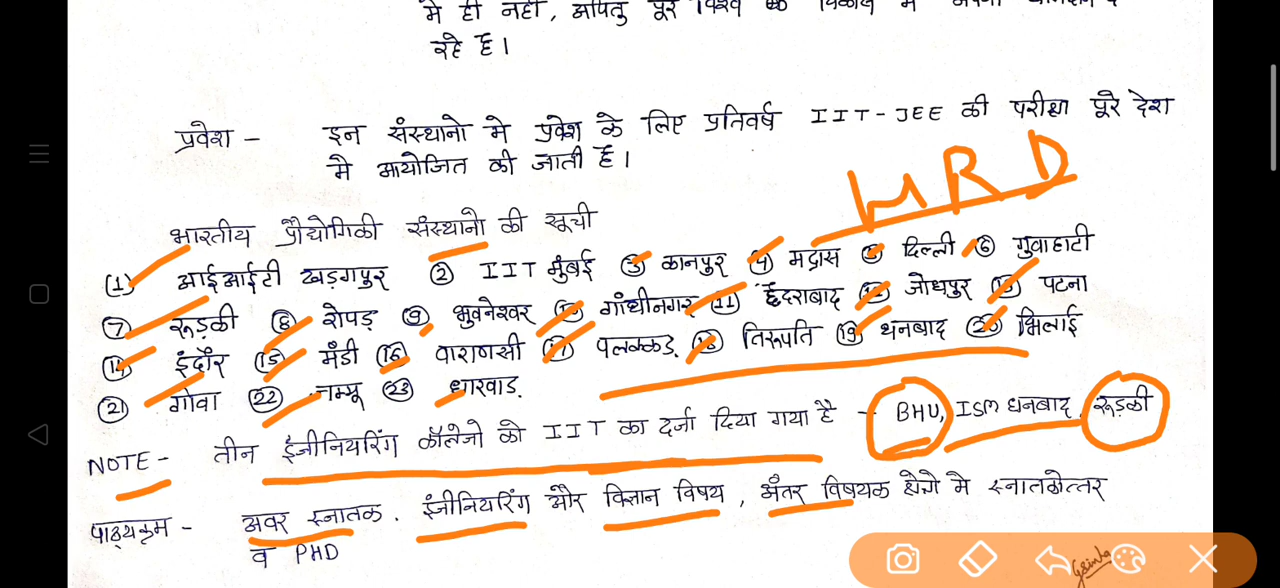 मे ही नहीं, अपितु पूरे विश्व के विकास में
रहे है।
प्रवेश - इन संस्थानो मे प्रवेश के लिए प्रतिवर्ष IIT-JEE की परीक्षा पूरे देश
मे आयोजित की जाती है।
HRD
भारतीय प्रौद्योगिकी संस्थानो की सूची
(1) आईआईटी खड़गपुर (2) IIT मुंबई (3) कानपुर (4) मद्रास (5) दिल्ली (6) गुवाहाटी
(7) रूड़की (8) रोपड़ (9) भुवनेश्वर (10) गांधीनगर (11) हैदराबाद (12) जोधपुर (13) पटना
(14) इंदौर (15) मंडी (16) वाराणसी (17) पलक्कड़ (18) तिरूपति (19) धनबाद (20) भिलाई
(21) गोवा (22) जम्मू (23) धारवाड़.
NOTE - तीन इंजीनियरिंग कॉलेजो को IIT का दर्जा दिया गया है - BHU, ISM धनबाद, रूड़की
पाठ्यक्रम - अवर स्नातक. इंजीनियरिंग और विज्ञान विषय, अंतर विषयक क्षेत्रो मे स्नातकोत्तर
व PHD